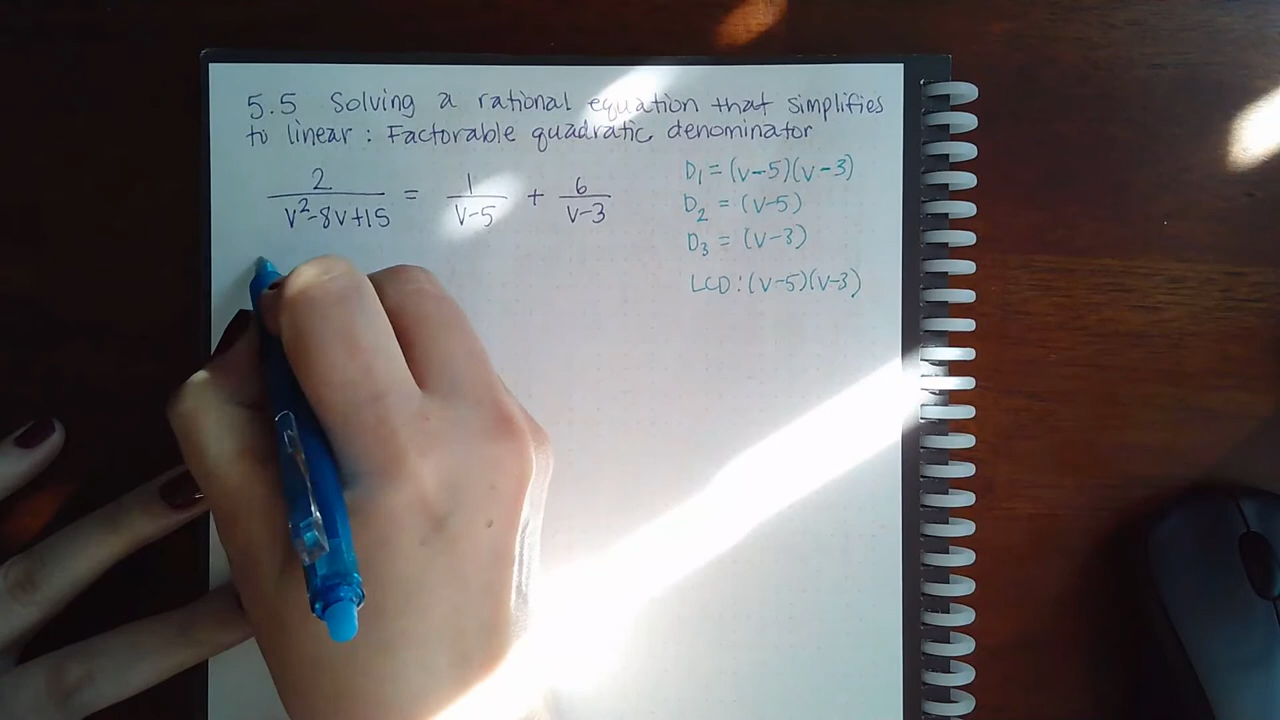 5.5 Solving a rational equation that simplifies
to linear : Factorable quadratic denominator
2/(v²-8v+15) = 1/(v-5) + 6/(v-3)
D₁ = (v-5)(v-3)
D₂ = (v-5)
D₃ = (v-3)
LCD : (v-5)(v-3)